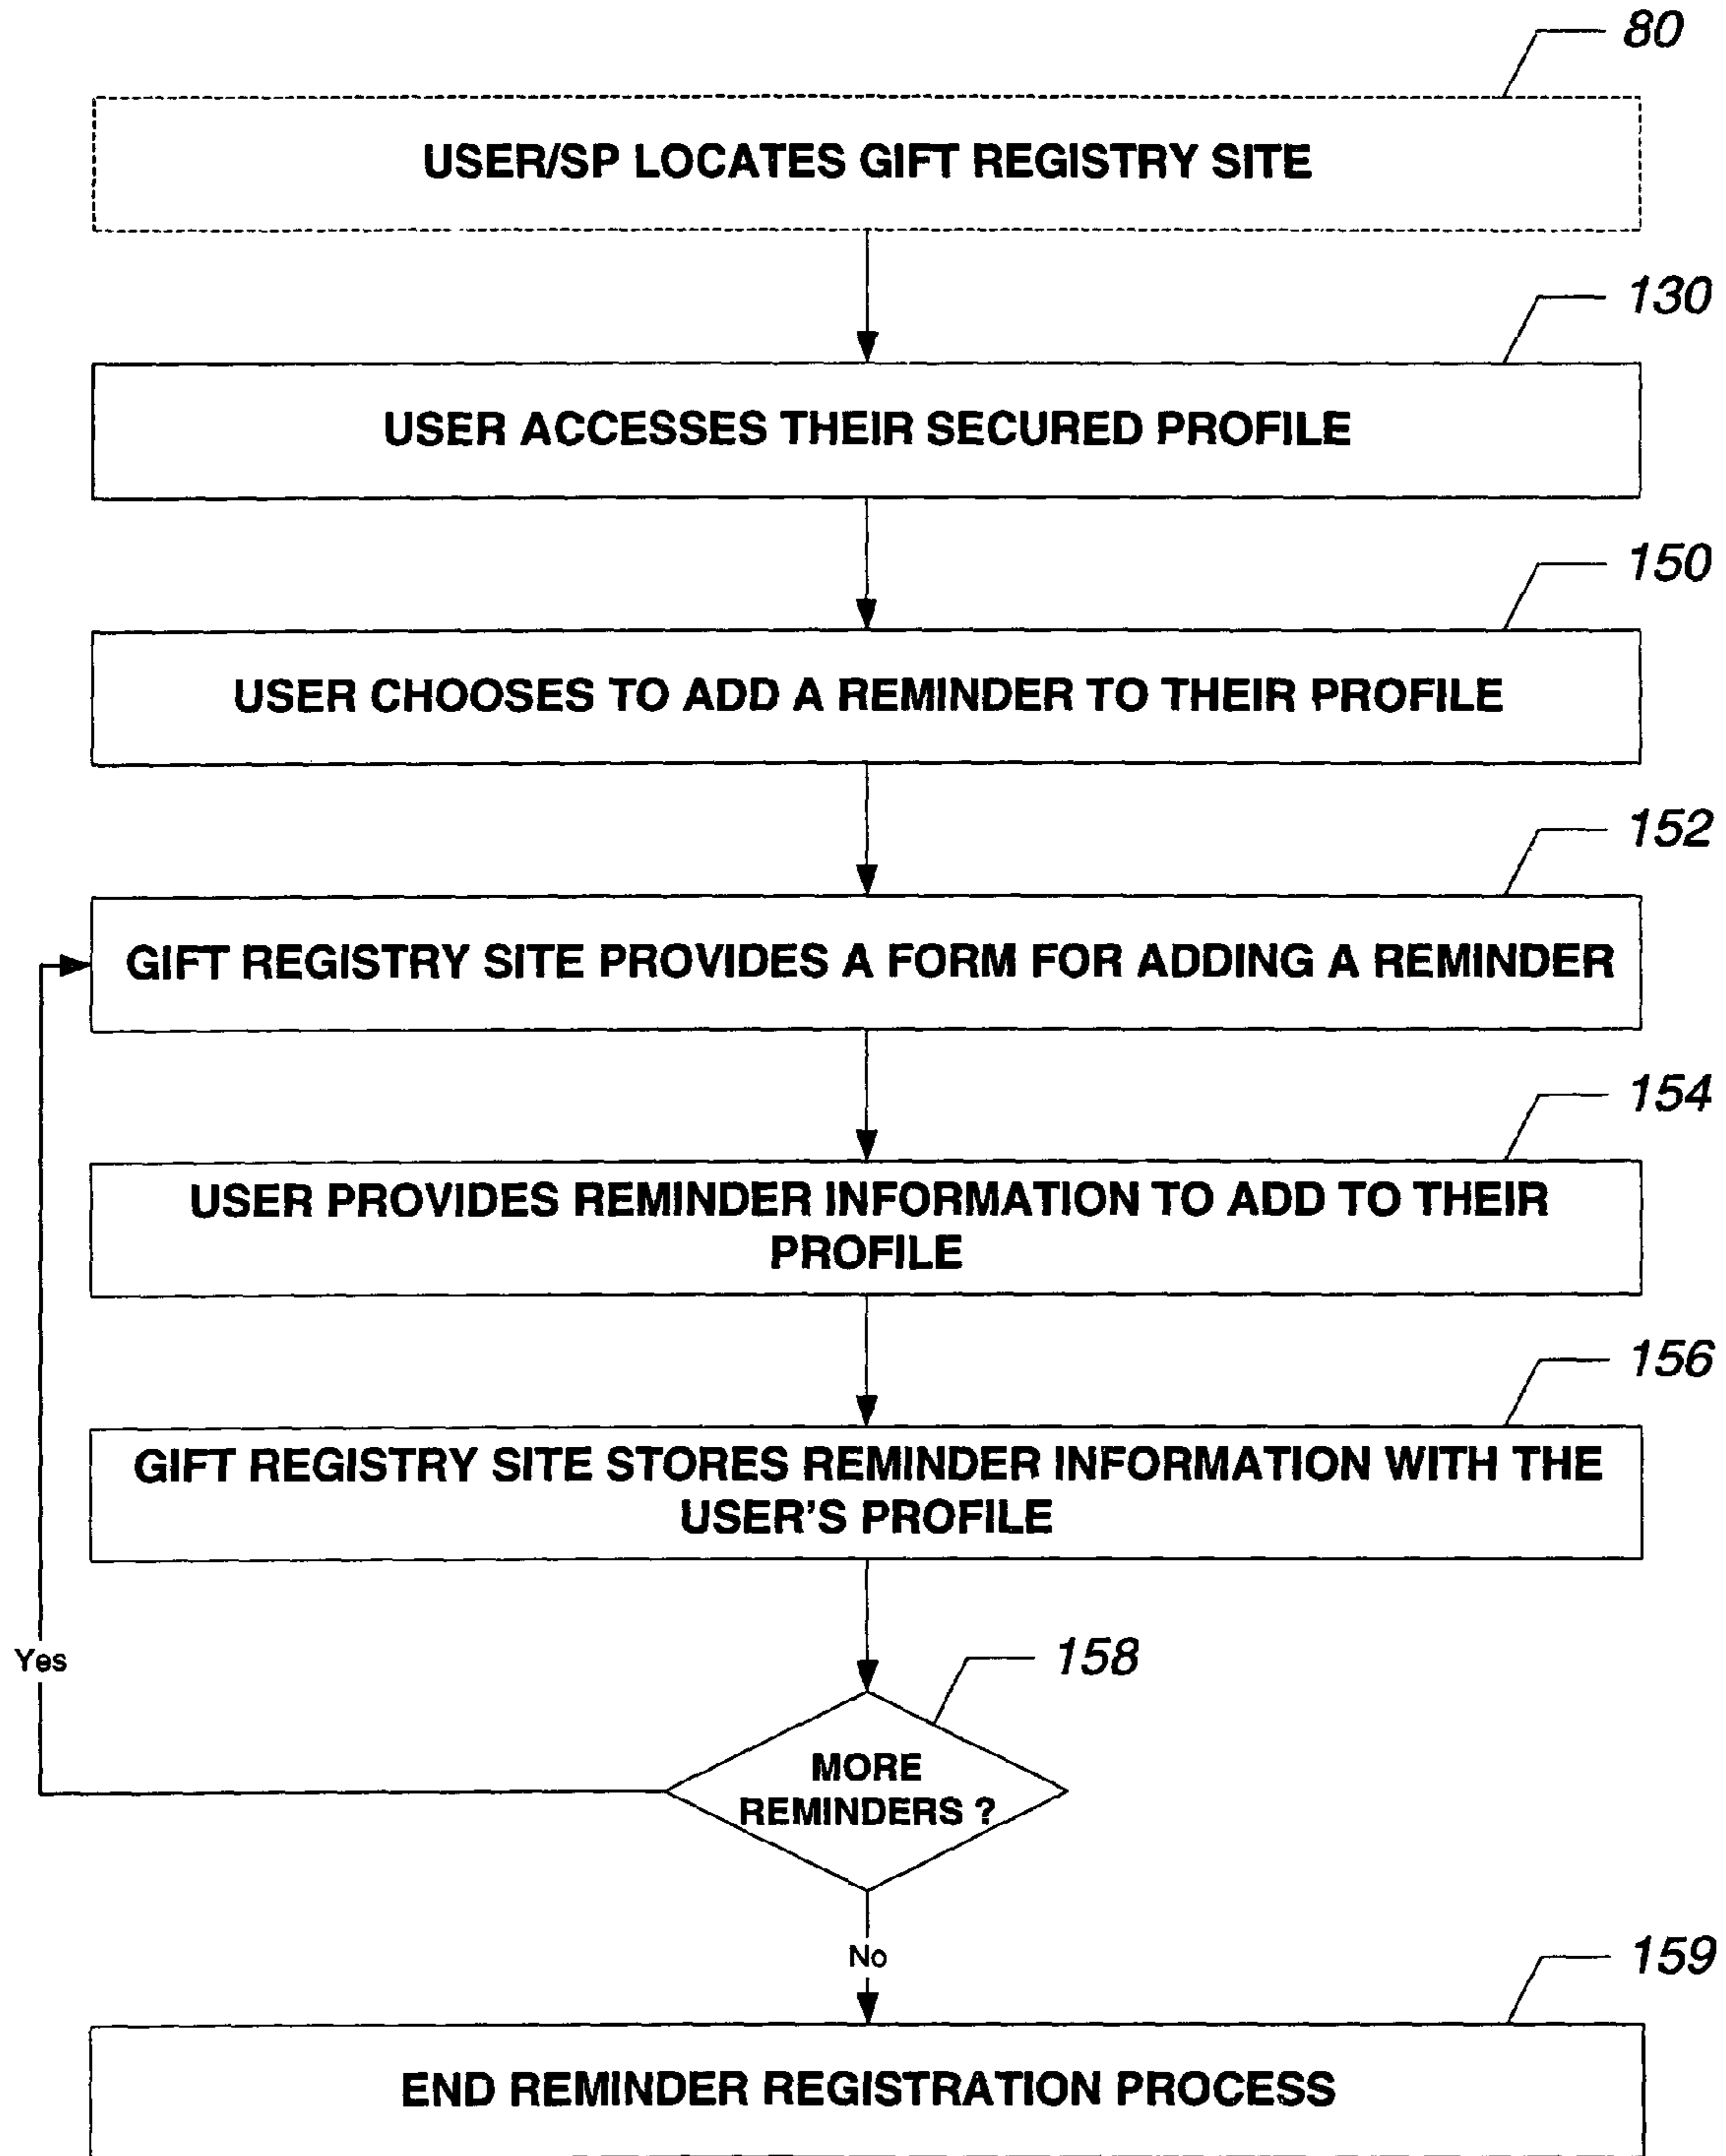 80
USER/SP LOCATES GIFT REGISTRY SITE
130
USER ACCESSES THEIR SECURED PROFILE
150
USER CHOOSES TO ADD A REMINDER TO THEIR PROFILE
152
GIFT REGISTRY SITE PROVIDES A FORM FOR ADDING A REMINDER
154
USER PROVIDES REMINDER INFORMATION TO ADD TO THEIR
PROFILE
156
GIFT REGISTRY SITE STORES REMINDER INFORMATION WITH THE
USER'S PROFILE
Yes
158
MORE
REMINDERS ?
No
159
END REMINDER REGISTRATION PROCESS